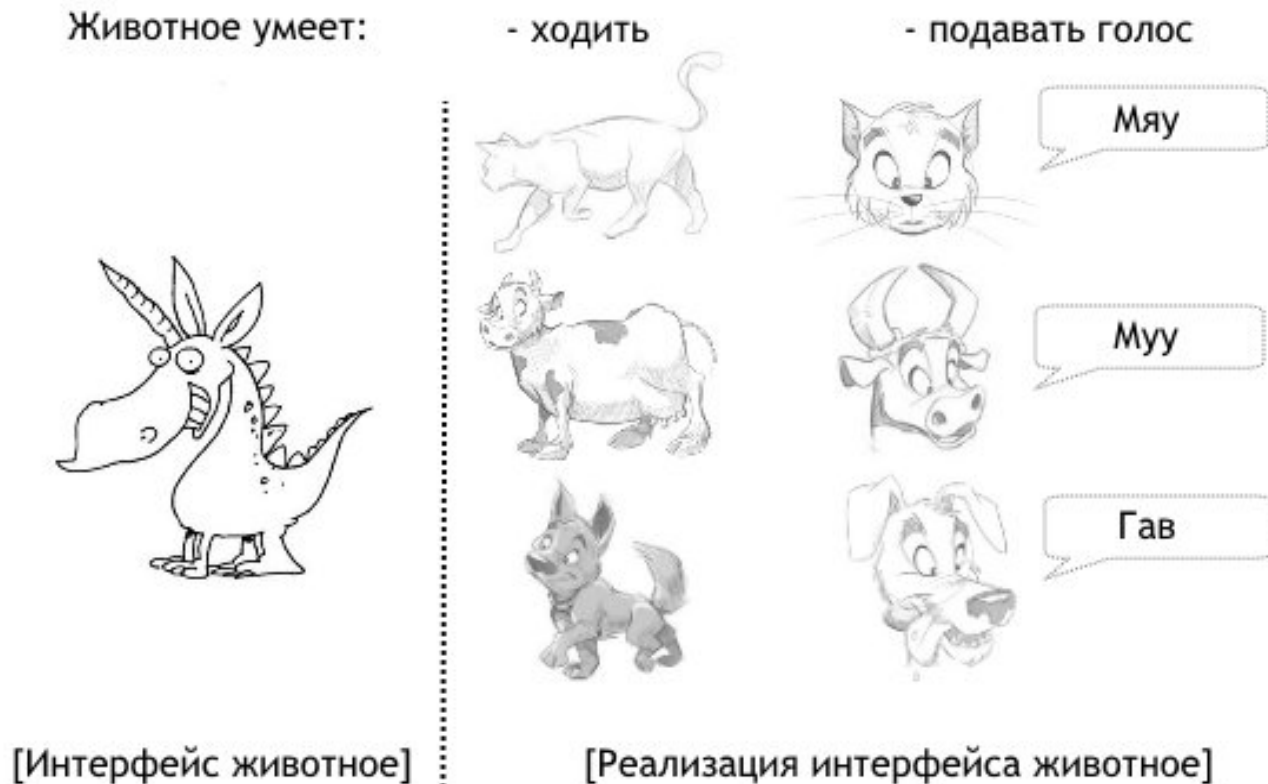 Животное умеет:
- ходить
- подавать голос
Мяу
Муу
Гав
[Интерфейс животное]
[Реализация интерфейса животное]